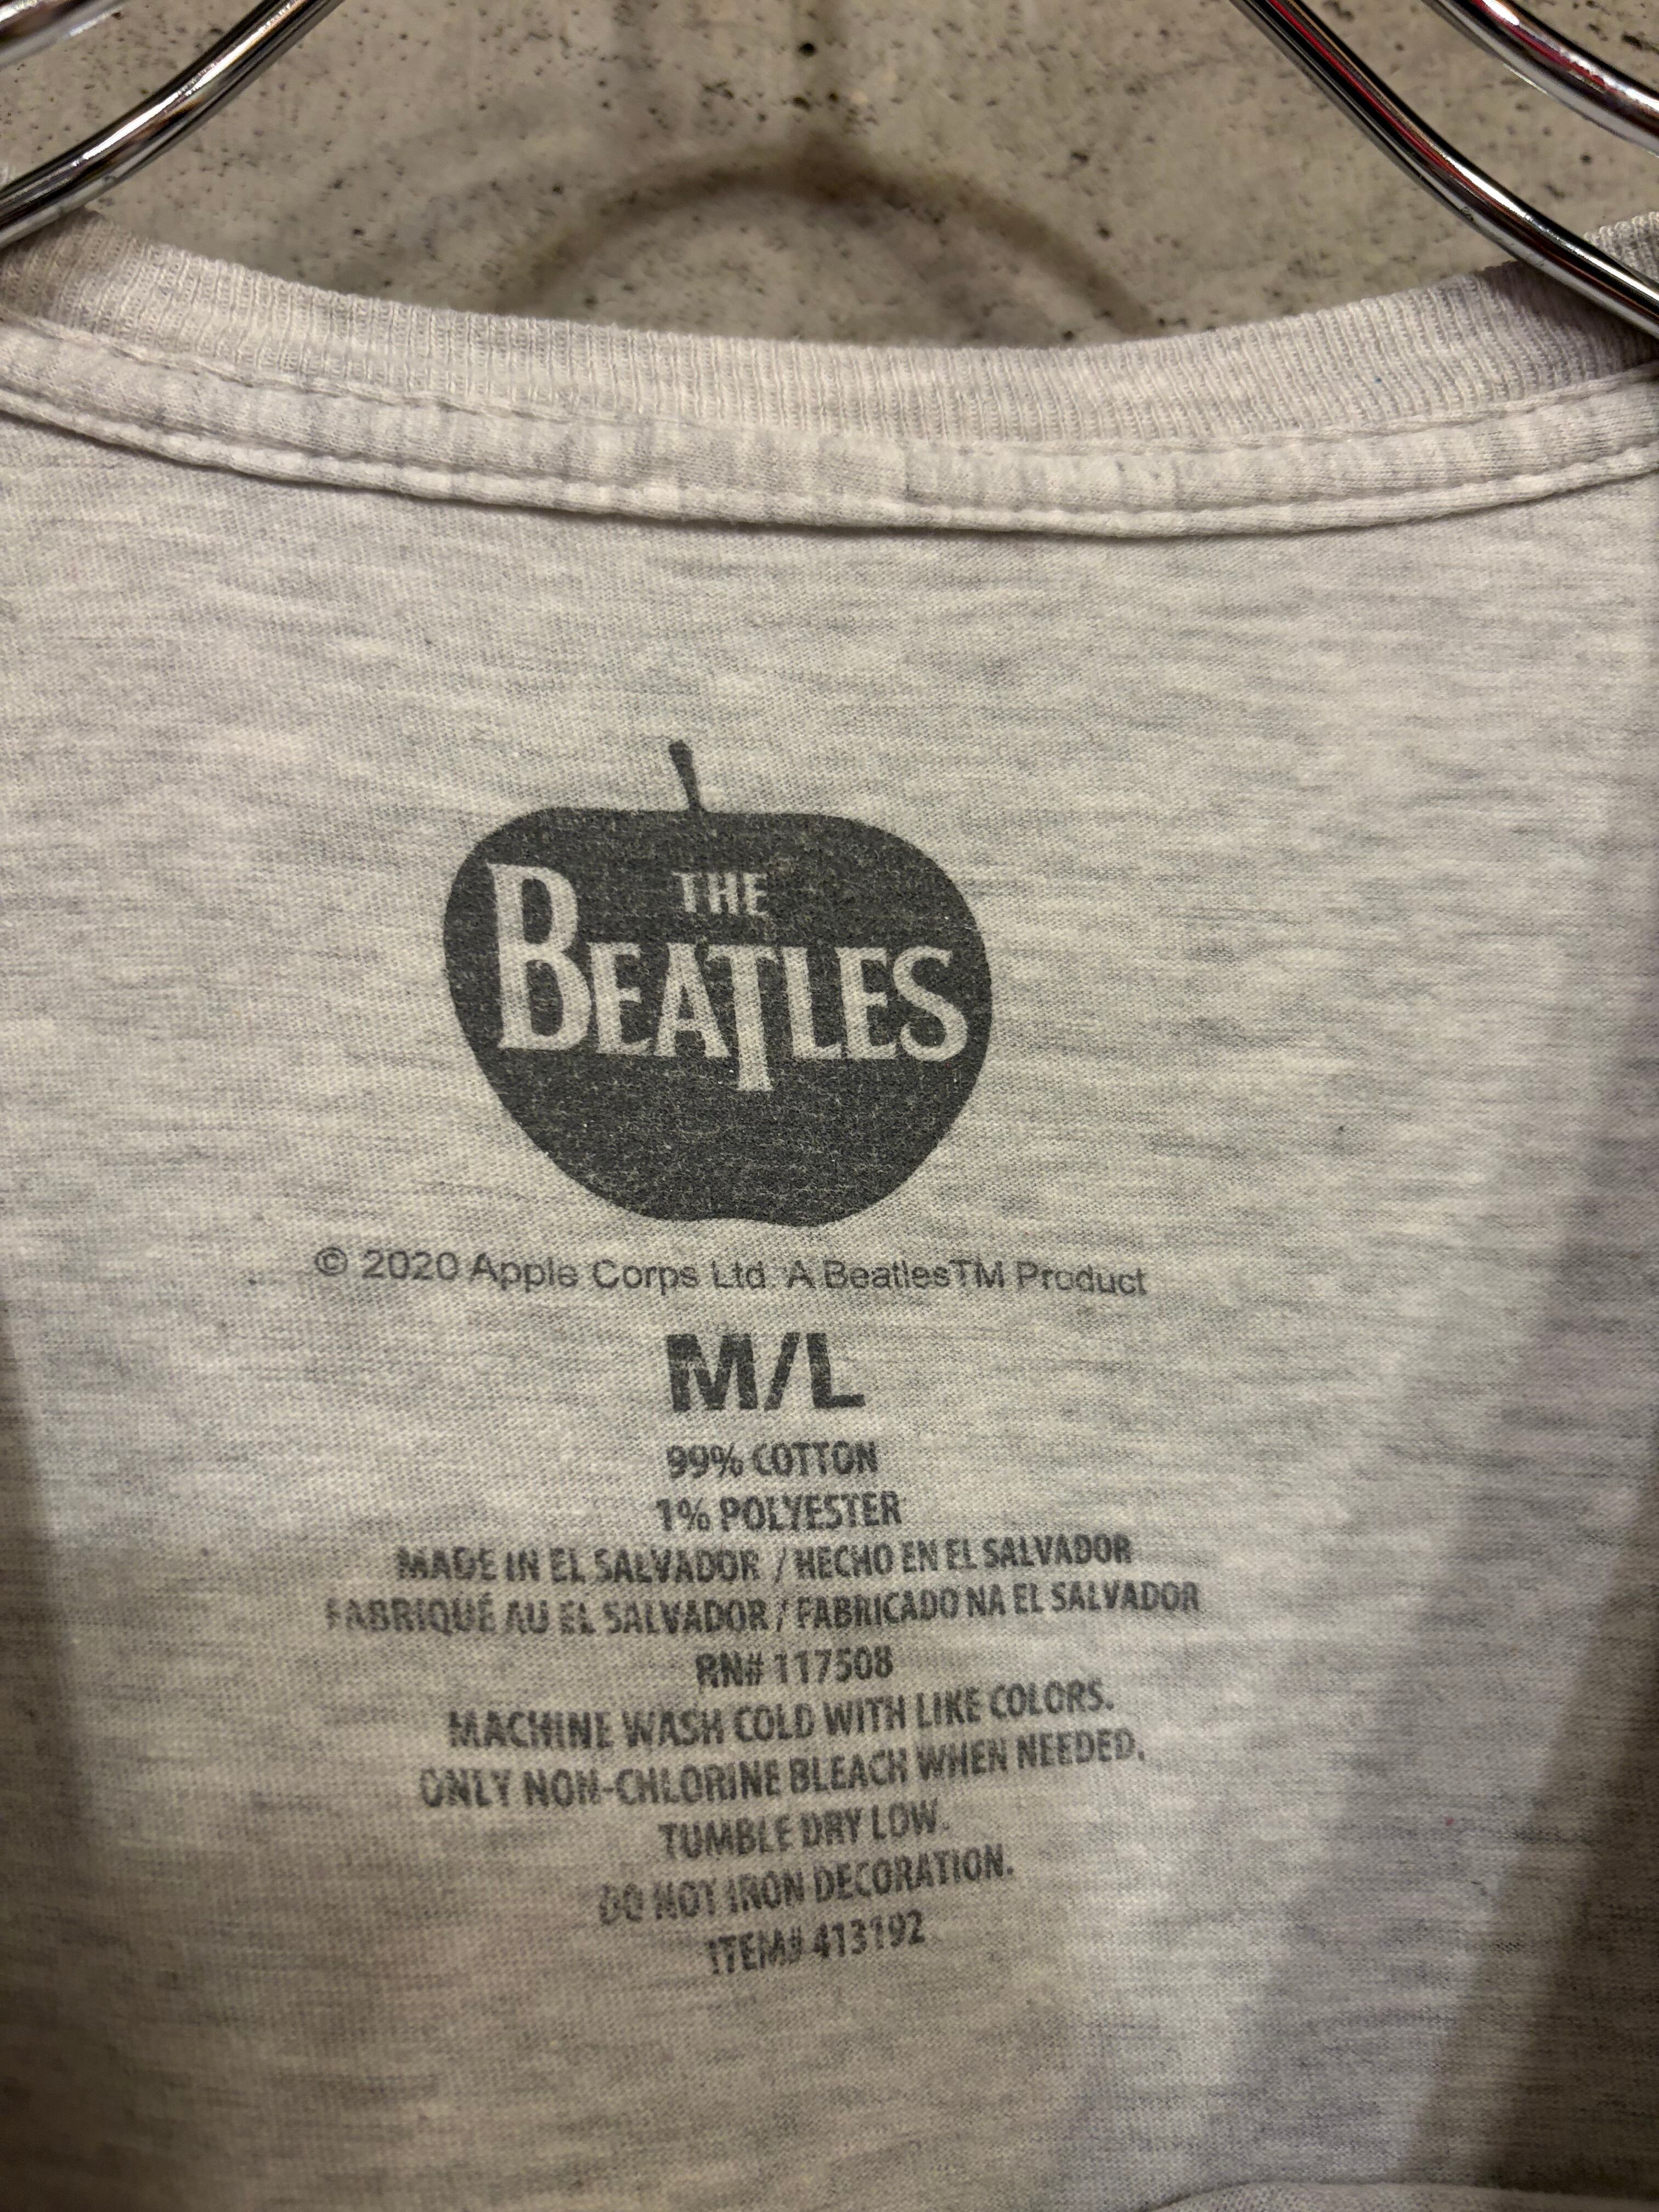 THE
BEATLES
© 2020 Apple Corps Ltd. A Beatles™ Product
M/L
99% COTTON
1% POLYESTER
MADE IN EL SALVADOR / HECHO EN EL SALVADOR
FABRIQUÉ AU EL SALVADOR / FABRICADO NA EL SALVADOR
RN# 117508
MACHINE WASH COLD WITH LIKE COLORS.
ONLY NON-CHLORINE BLEACH WHEN NEEDED.
TUMBLE DRY LOW.
DO NOT IRON DECORATION.
ITEM# 413192